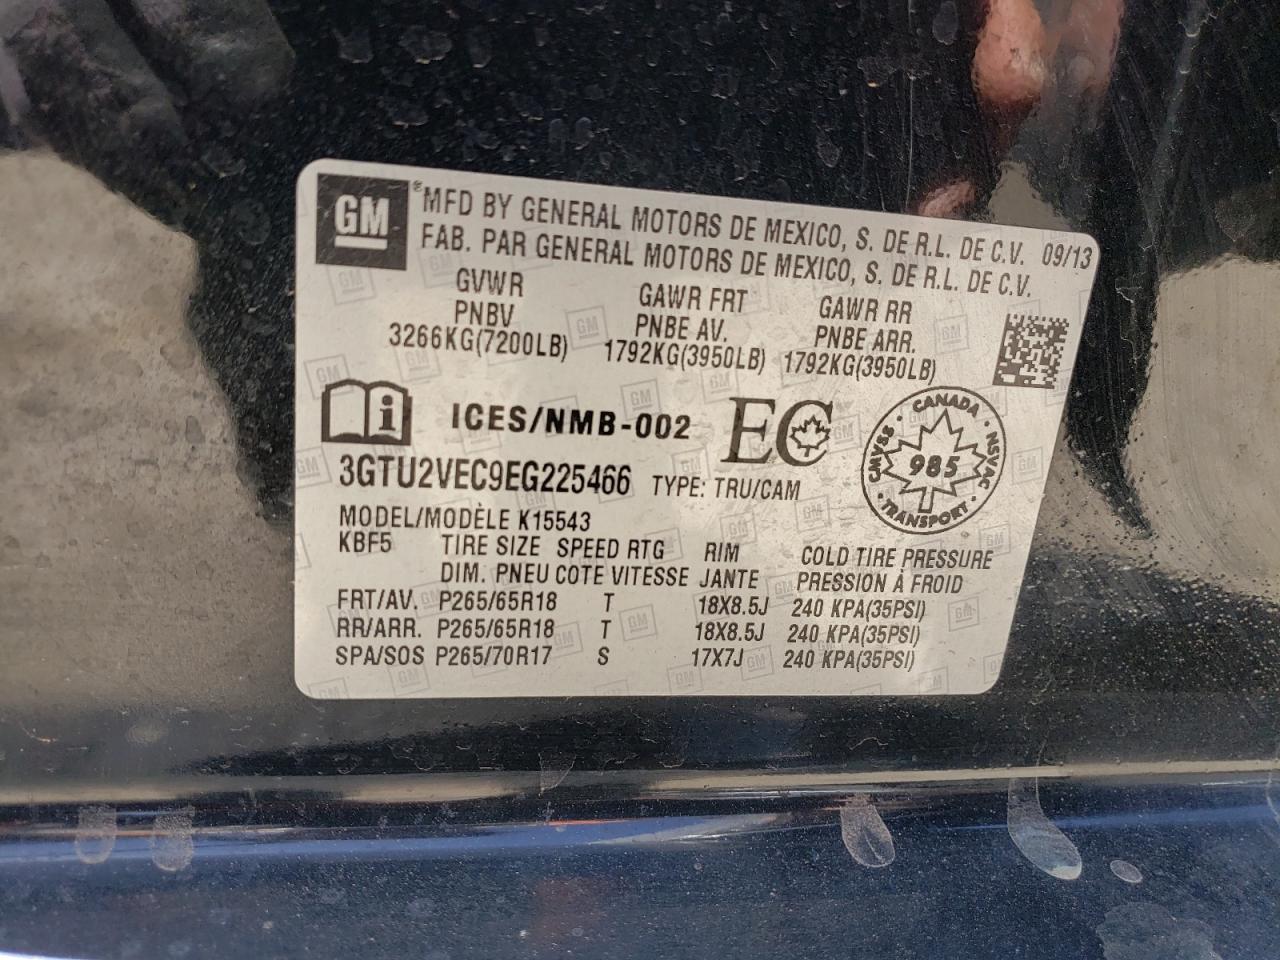 GM ® MFD BY GENERAL MOTORS DE MEXICO, S. DE R.L. DE C.V. 09/13
FAB. PAR GENERAL MOTORS DE MEXICO, S. DE R.L. DE C.V.
GVWR GAWR FRT GAWR RR
PNBV PNBE AV. PNBE ARR.
3266KG(7200LB) 1792KG(3950LB) 1792KG(3950LB)
i ICES/NMB-002 EC
CANADA
CMVSS 985 NSVAC
TRANSPORT
3GTU2VEC9EG225466 TYPE: TRU/CAM
MODEL/MODÈLE K15543
KBF5 TIRE SIZE SPEED RTG RIM COLD TIRE PRESSURE
DIM. PNEU COTE VITESSE JANTE PRESSION À FROID
FRT/AV. P265/65R18 T 18X8.5J 240 KPA(35PSI)
RR/ARR. P265/65R18 T 18X8.5J 240 KPA(35PSI)
SPA/SOS P265/70R17 S 17X7J 240 KPA(35PSI)